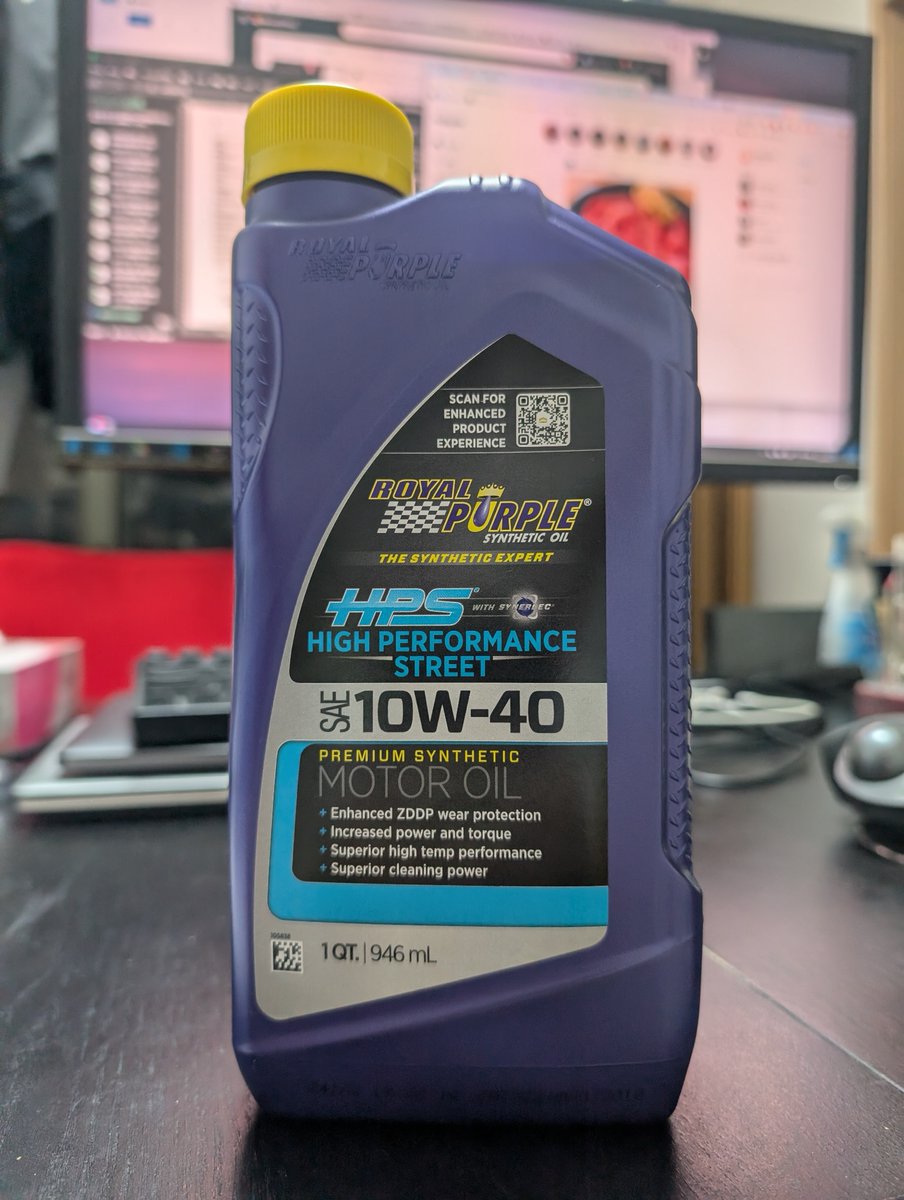 ROYAL
PURPLE
SYNTHETIC OIL
SCAN FOR
ENHANCED
PRODUCT
EXPERIENCE
ROYAL
PURPLE®
SYNTHETIC OIL
THE SYNTHETIC EXPERT
HPS® WITH SYNERLEC®
HIGH PERFORMANCE
STREET
SAE 10W-40
PREMIUM SYNTHETIC
MOTOR OIL
+ Enhanced ZDDP wear protection
+ Increased power and torque
+ Superior high temp performance
+ Superior cleaning power
1 QT. | 946 mL